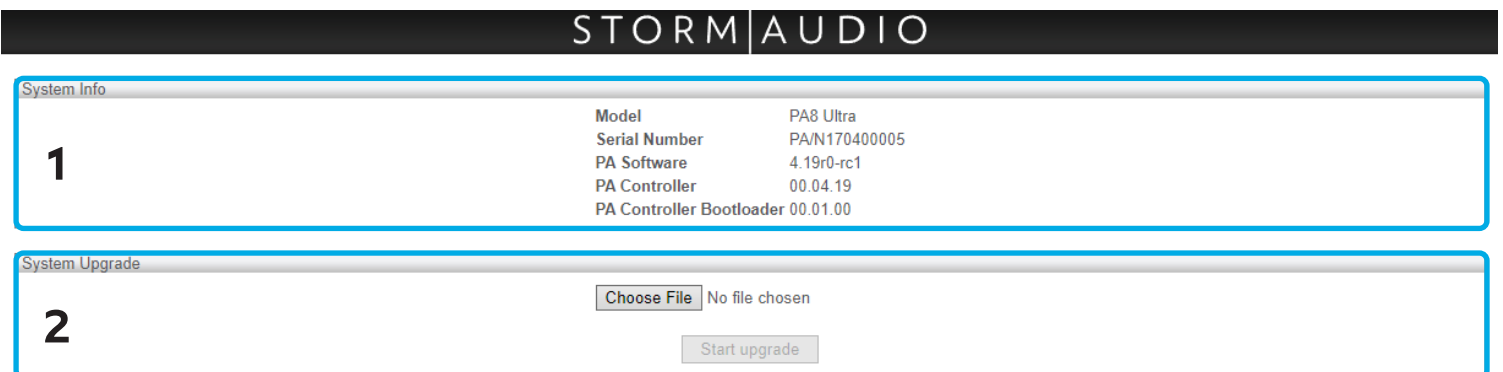 STORM|AUDIO
System Info
1
Model PA8 Ultra
Serial Number PA/N170400005
PA Software 4.19r0-rc1
PA Controller 00.04.19
PA Controller Bootloader 00.01.00
System Upgrade
2
Choose File No file chosen
Start upgrade